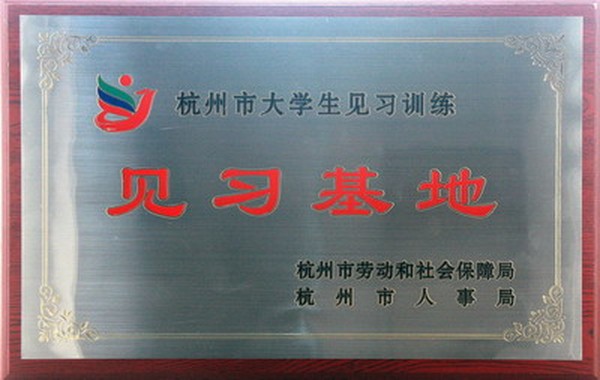 杭州市大学生见习训练
见习基地
杭州市劳动和社会保障局
杭州市人事局